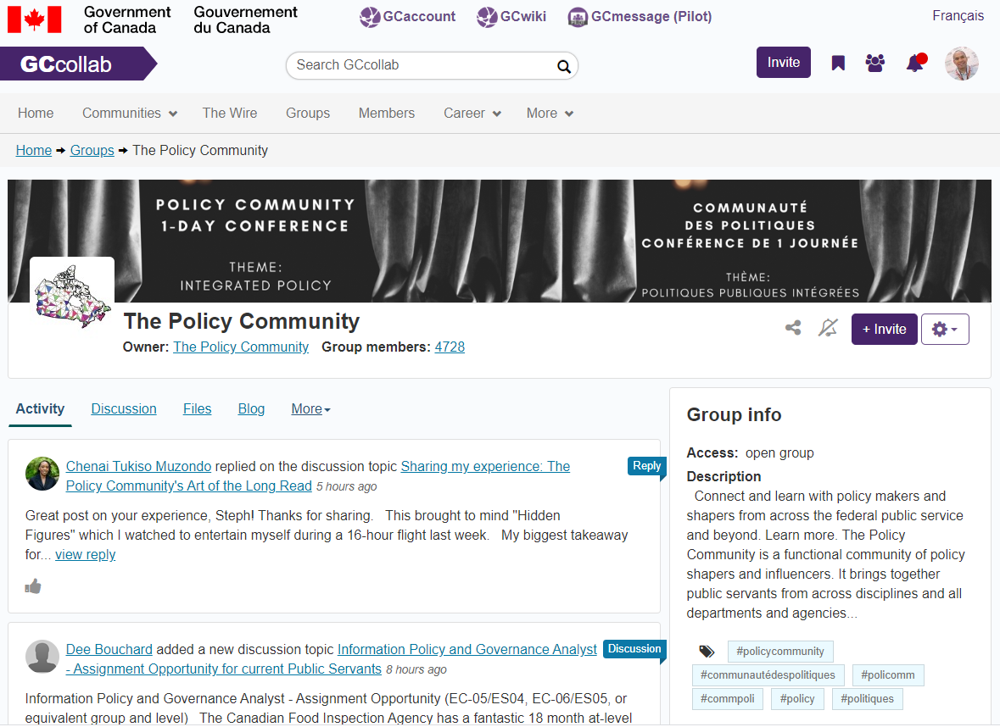 Government of Canada
Gouvernement du Canada
GCaccount GCwiki GCmessage (Pilot)
Français
GCcollab
Search GCcollab
Invite
Home Communities The Wire Groups Members Career More
Home Groups The Policy Community
POLICY COMMUNITY
1-DAY CONFERENCE
THEME:
INTEGRATED POLICY
COMMUNAUTÉ
DES POLITIQUES
CONFÉRENCE DE 1 JOURNÉE
THÈME:
POLITIQUES PUBLIQUES INTÉGRÉES
The Policy Community
Owner: The Policy Community Group members: 4728
+ Invite
Activity Discussion Files Blog More
Chenai Tukiso Muzondo replied on the discussion topic Sharing my experience: The
Policy Community's Art of the Long Read 5 hours ago
Reply
Great post on your experience, Steph! Thanks for sharing. This brought to mind "Hidden
Figures" which I watched to entertain myself during a 16-hour flight last week. My biggest takeaway
for... view reply
Dee Bouchard added a new discussion topic Information Policy and Governance Analyst
- Assignment Opportunity for current Public Servants 8 hours ago
Discussion
Information Policy and Governance Analyst - Assignment Opportunity (EC-05/ES04, EC-06/ES05, or
equivalent group and level) The Canadian Food Inspection Agency has a fantastic 18 month at-level
Group info
Access: open group
Description
Connect and learn with policy makers and
shapers from across the federal public service
and beyond. Learn more. The Policy
Community is a functional community of policy
shapers and influencers. It brings together
public servants from across disciplines and all
departments and agencies...
#policycommunity
#communautédespolitiques #policomm
#commpoli #policy #politiques